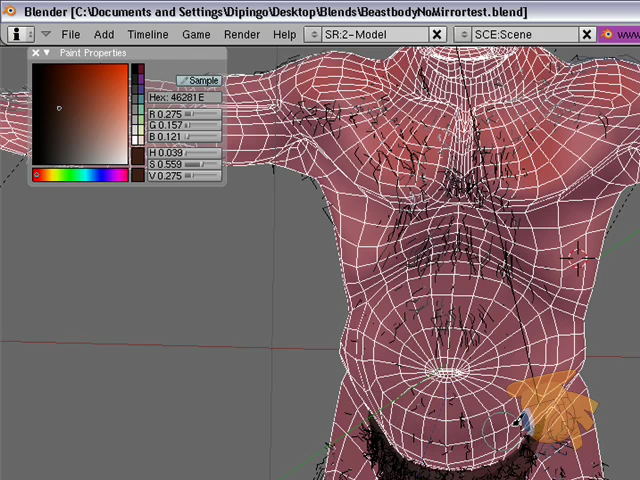 Blender [C:\Documents and Settings\Dipingo\Desktop\Blends\BeastbodyNoMirrortest.blend]
File Add Timeline Game Render Help SR:2-Model SCE:Scene www
Paint Properties
Sample
Hex: 46281E
R 0.275
G 0.157
B 0.121
H 0.039
S 0.559
V 0.275